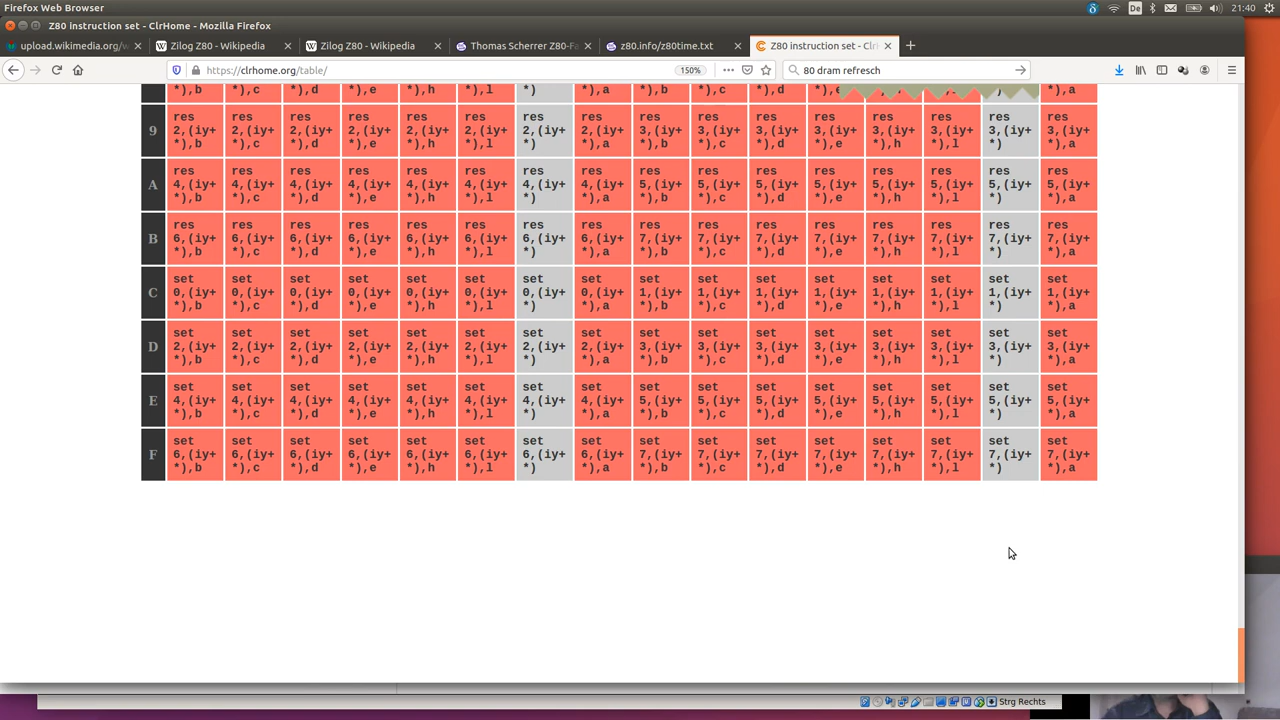 Firefox Web Browser
De
21:40
Z80 instruction set - ClrHome - Mozilla Firefox
upload.wikimedia.org/w
Zilog Z80 - Wikipedia
Zilog Z80 - Wikipedia
Thomas Scherrer Z80-Fa
z80.info/z80time.txt
Z80 instruction set - Clr
https://clrhome.org/table/
150%
80 dram refresch
*),b *),c *),d *),e *),h *),l *) *),a *),b *),c *),d *),e *),h *),l *) *),a
res res res res res res res res res res res res res res res res
9 2,(iy+ 2,(iy+ 2,(iy+ 2,(iy+ 2,(iy+ 2,(iy+ 2,(iy+ 2,(iy+ 3,(iy+ 3,(iy+ 3,(iy+ 3,(iy+ 3,(iy+ 3,(iy+ 3,(iy+ 3,(iy+
*),b *),c *),d *),e *),h *),l *) *),a *),b *),c *),d *),e *),h *),l *) *),a
res res res res res res res res res res res res res res res res
A 4,(iy+ 4,(iy+ 4,(iy+ 4,(iy+ 4,(iy+ 4,(iy+ 4,(iy+ 4,(iy+ 5,(iy+ 5,(iy+ 5,(iy+ 5,(iy+ 5,(iy+ 5,(iy+ 5,(iy+ 5,(iy+
*),b *),c *),d *),e *),h *),l *) *),a *),b *),c *),d *),e *),h *),l *) *),a
res res res res res res res res res res res res res res res res
B 6,(iy+ 6,(iy+ 6,(iy+ 6,(iy+ 6,(iy+ 6,(iy+ 6,(iy+ 6,(iy+ 7,(iy+ 7,(iy+ 7,(iy+ 7,(iy+ 7,(iy+ 7,(iy+ 7,(iy+ 7,(iy+
*),b *),c *),d *),e *),h *),l *) *),a *),b *),c *),d *),e *),h *),l *) *),a
set set set set set set set set set set set set set set set set
C 0,(iy+ 0,(iy+ 0,(iy+ 0,(iy+ 0,(iy+ 0,(iy+ 0,(iy+ 0,(iy+ 1,(iy+ 1,(iy+ 1,(iy+ 1,(iy+ 1,(iy+ 1,(iy+ 1,(iy+ 1,(iy+
*),b *),c *),d *),e *),h *),l *) *),a *),b *),c *),d *),e *),h *),l *) *),a
set set set set set set set set set set set set set set set set
D 2,(iy+ 2,(iy+ 2,(iy+ 2,(iy+ 2,(iy+ 2,(iy+ 2,(iy+ 2,(iy+ 3,(iy+ 3,(iy+ 3,(iy+ 3,(iy+ 3,(iy+ 3,(iy+ 3,(iy+ 3,(iy+
*),b *),c *),d *),e *),h *),l *) *),a *),b *),c *),d *),e *),h *),l *) *),a
set set set set set set set set set set set set set set set set
E 4,(iy+ 4,(iy+ 4,(iy+ 4,(iy+ 4,(iy+ 4,(iy+ 4,(iy+ 4,(iy+ 5,(iy+ 5,(iy+ 5,(iy+ 5,(iy+ 5,(iy+ 5,(iy+ 5,(iy+ 5,(iy+
*),b *),c *),d *),e *),h *),l *) *),a *),b *),c *),d *),e *),h *),l *) *),a
set set set set set set set set set set set set set set set set
F 6,(iy+ 6,(iy+ 6,(iy+ 6,(iy+ 6,(iy+ 6,(iy+ 6,(iy+ 6,(iy+ 7,(iy+ 7,(iy+ 7,(iy+ 7,(iy+ 7,(iy+ 7,(iy+ 7,(iy+ 7,(iy+
*),b *),c *),d *),e *),h *),l *) *),a *),b *),c *),d *),e *),h *),l *) *),a
Strg Rechts